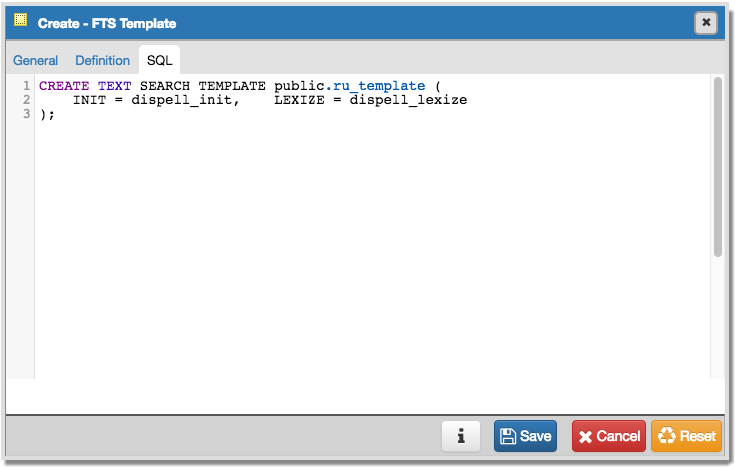 Create - FTS Template
General Definition SQL
1 CREATE TEXT SEARCH TEMPLATE public.ru_template (
2     INIT = dispell_init,    LEXIZE = dispell_lexize
3 );
i Save Cancel Reset